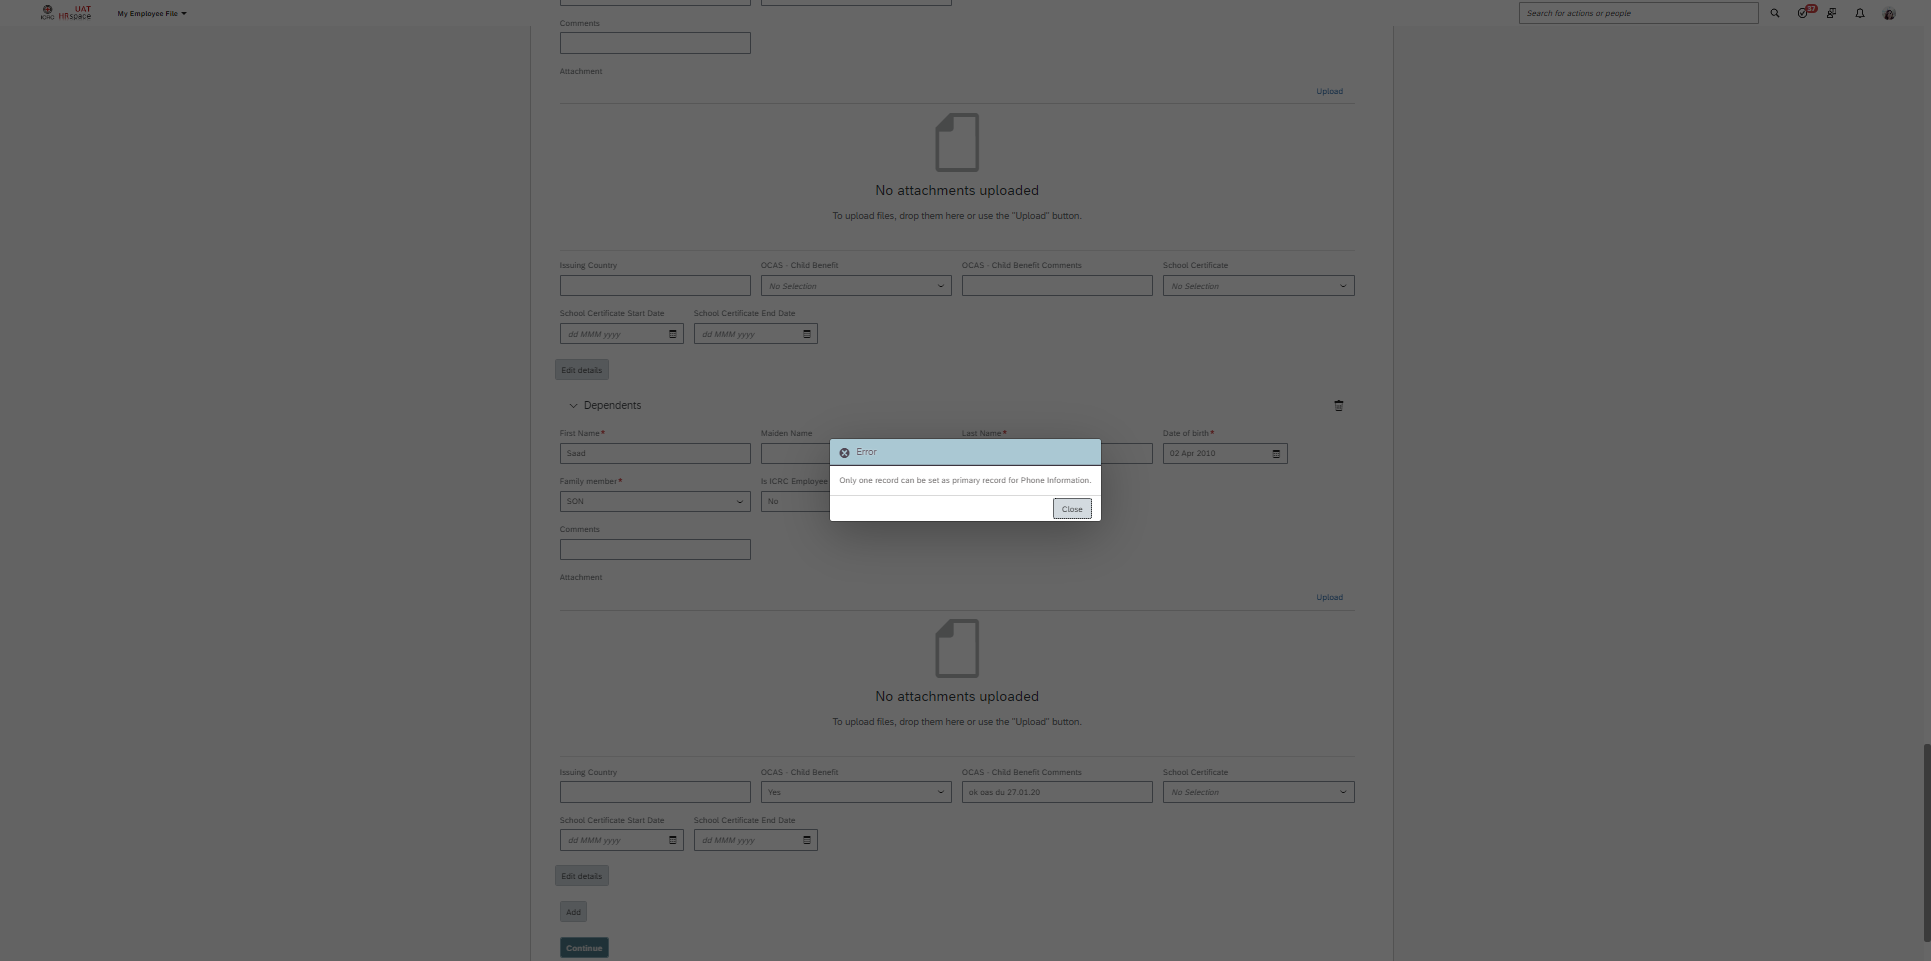 ICRC
UAT
HRspace
My Employee File
Search for actions or people
37
Comments
Attachment
Upload
No attachments uploaded
To upload files, drop them here or use the "Upload" button.
Issuing Country
OCAS - Child Benefit
OCAS - Child Benefit Comments
School Certificate
No Selection
No Selection
School Certificate Start Date
School Certificate End Date
dd MMM yyyy
dd MMM yyyy
Edit details
Dependents
First Name*
Maiden Name
Last Name*
Date of birth*
Saad
02 Apr 2010
Family member*
Is ICRC Employee
SON
No
Error
Only one record can be set as primary record for Phone Information.
Close
Comments
Attachment
Upload
No attachments uploaded
To upload files, drop them here or use the "Upload" button.
Issuing Country
OCAS - Child Benefit
OCAS - Child Benefit Comments
School Certificate
Yes
ok oas du 27.01.20
No Selection
School Certificate Start Date
School Certificate End Date
dd MMM yyyy
dd MMM yyyy
Edit details
Add
Continue